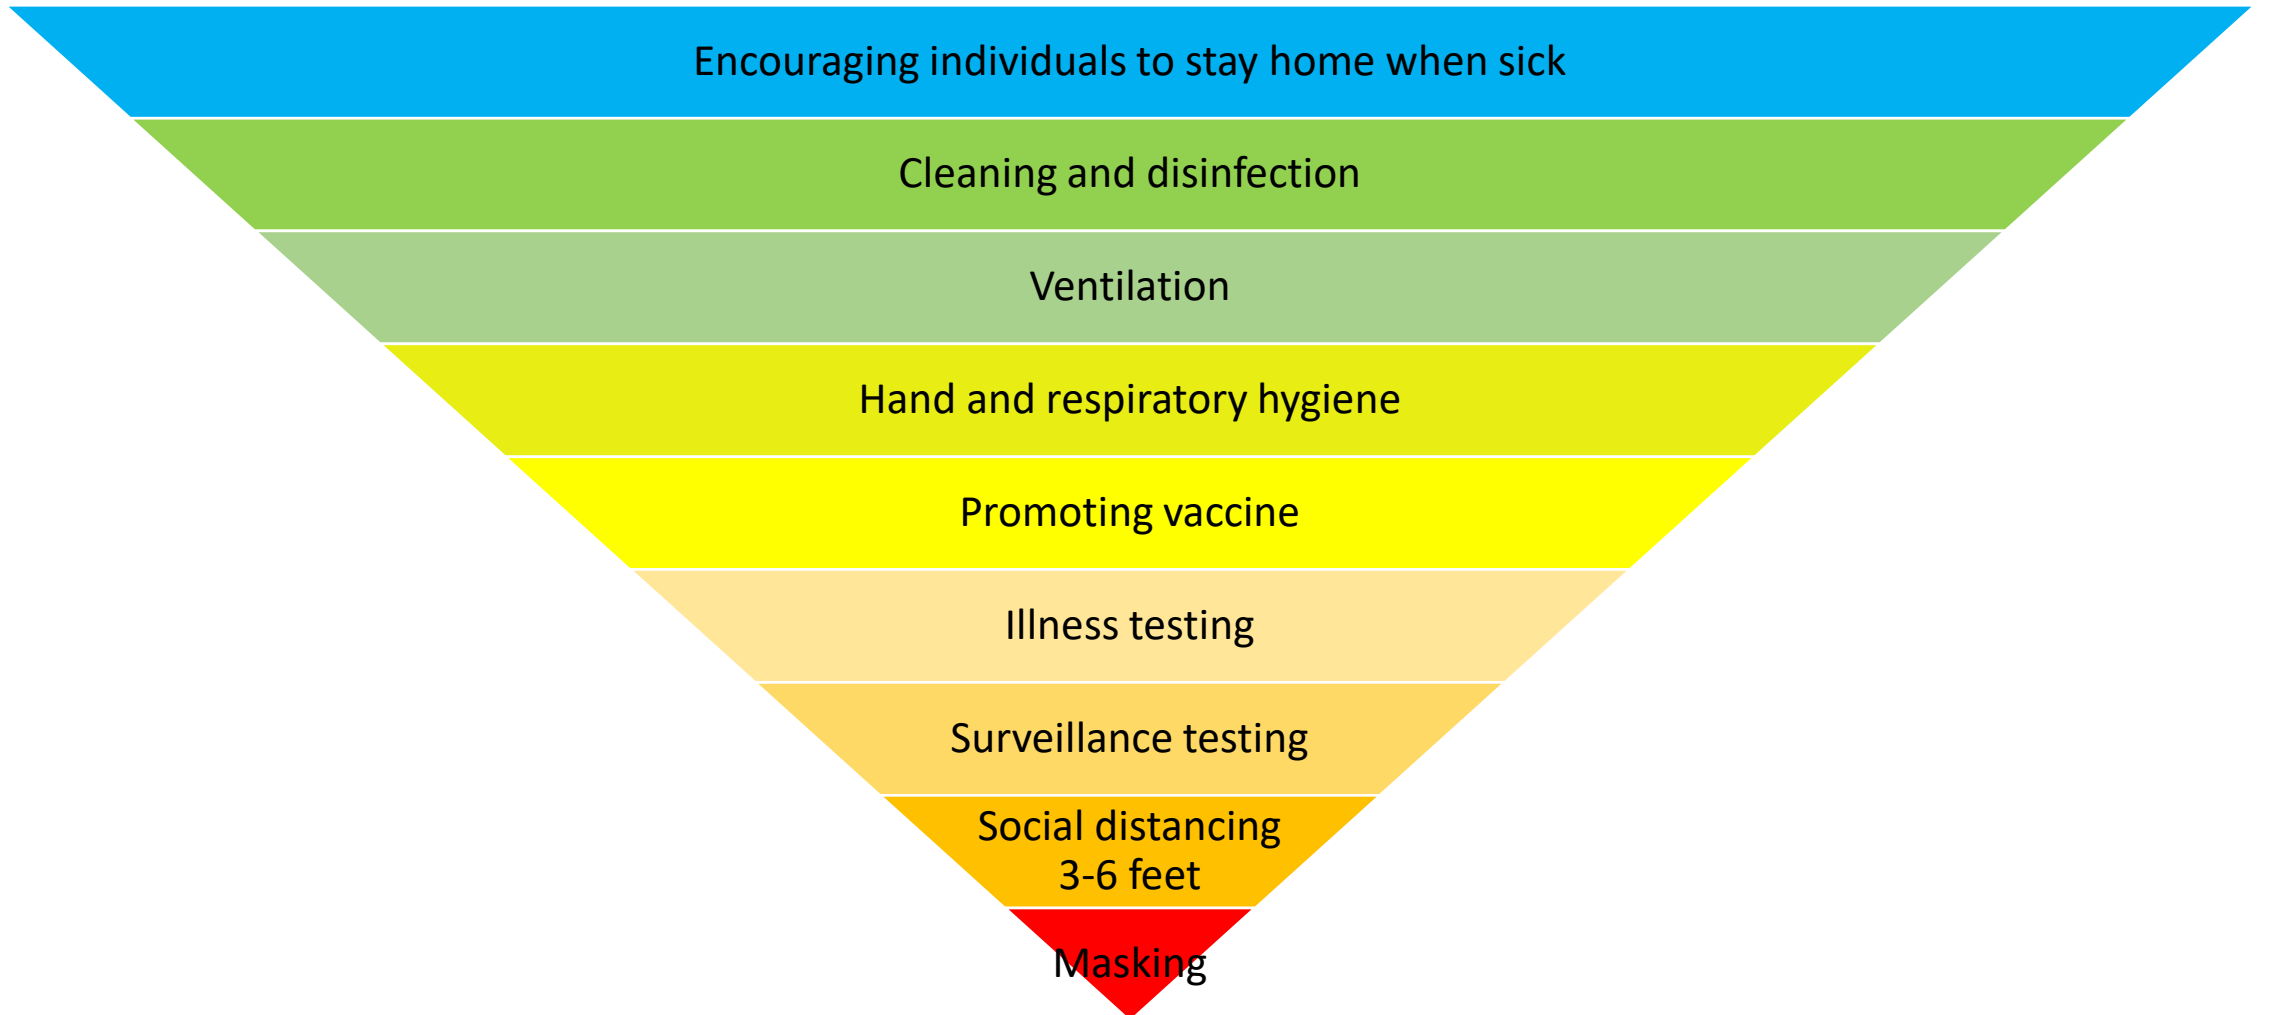 Encouraging individuals to stay home when sick
Cleaning and disinfection
Ventilation
Hand and respiratory hygiene
Promoting vaccine
Illness testing
Surveillance testing
Social distancing
3-6 feet
Masking